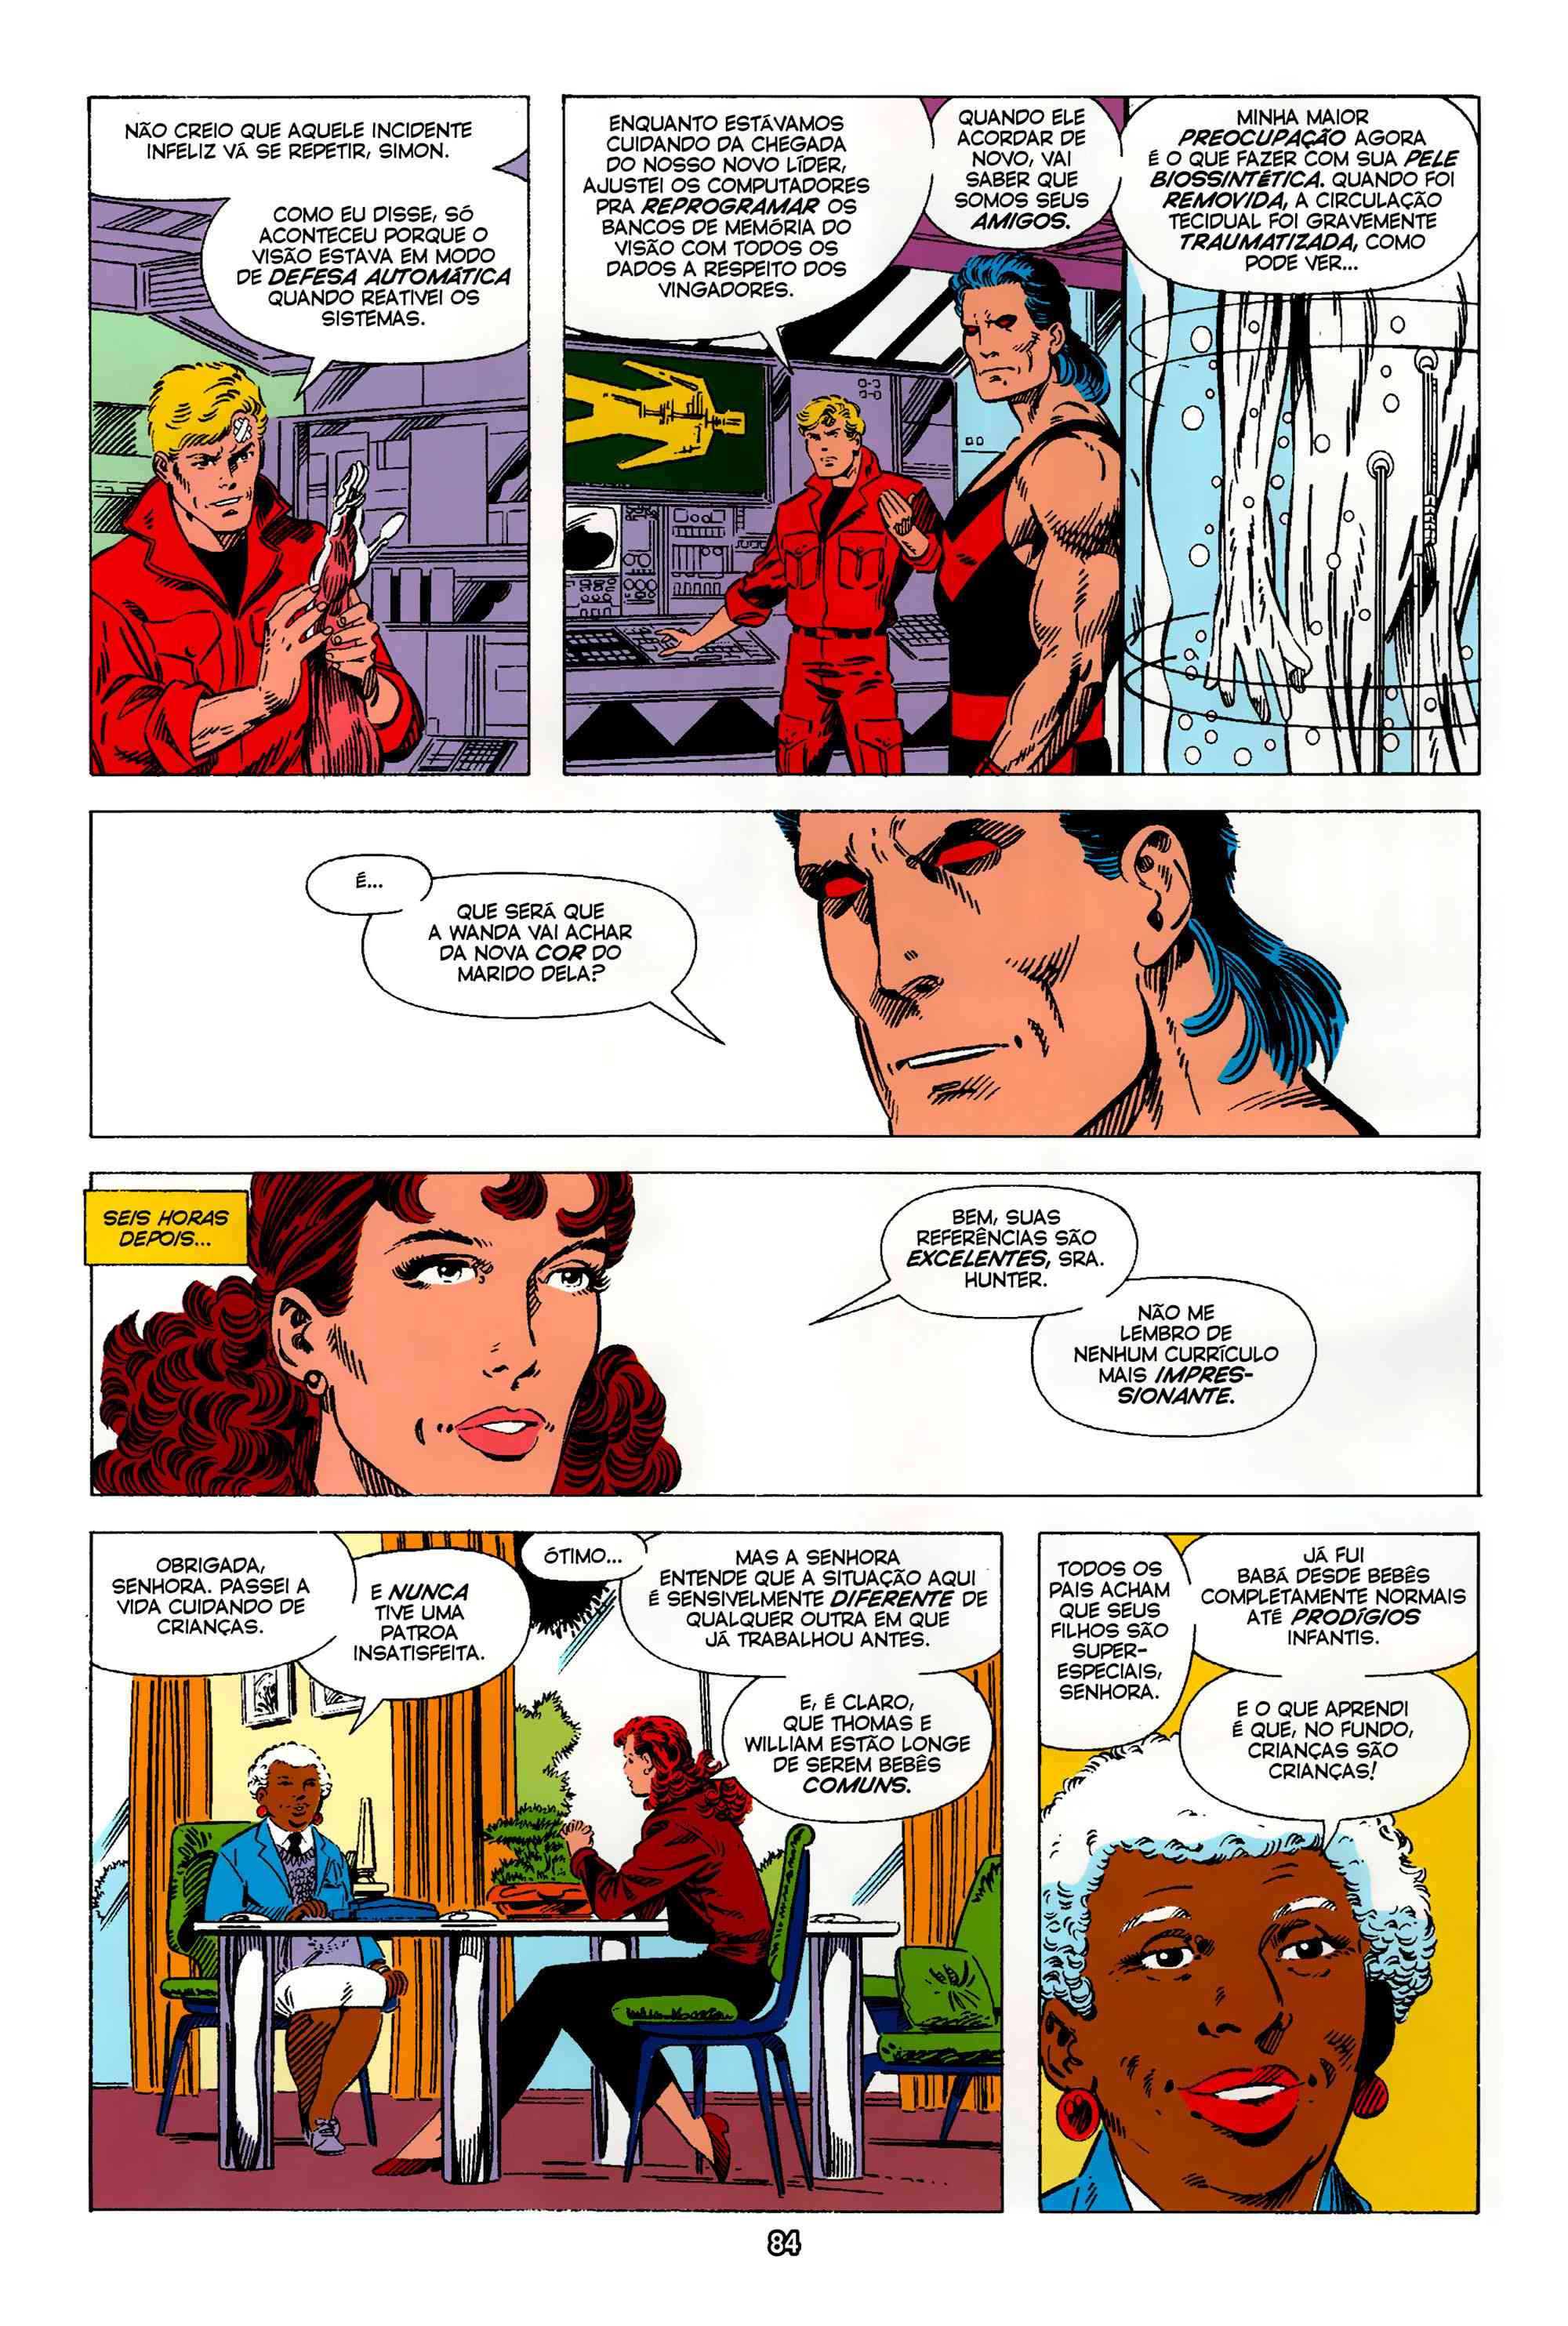 NÃO CREIO QUE AQUELE INCIDENTE
INFELIZ VÁ SE REPETIR, SIMON.
COMO EU DISSE, SÓ
ACONTECEU PORQUE O
VISÃO ESTAVA EM MODO
DE DEFESA AUTOMÁTICA
QUANDO REATIVEI OS
SISTEMAS.
ENQUANTO ESTÁVAMOS
CUIDANDO DA CHEGADA
DO NOSSO NOVO LÍDER,
AJUSTEI OS COMPUTADORES
PRA REPROGRAMAR OS
BANCOS DE MEMÓRIA DO
VISÃO COM TODOS OS
DADOS A RESPEITO DOS
VINGADORES.
QUANDO ELE
ACORDAR DE
NOVO, VAI
SABER QUE
SOMOS SEUS
AMIGOS.
MINHA MAIOR
PREOCUPAÇÃO AGORA
É O QUE FAZER COM SUA PELE
BIOSSINTÉTICA. QUANDO FOI
REMOVIDA, A CIRCULAÇÃO
TECIDUAL FOI GRAVEMENTE
TRAUMATIZADA, COMO
PODE VER...
É...
QUE SERÁ QUE
A WANDA VAI ACHAR
DA NOVA COR DO
MARIDO DELA?
SEIS HORAS
DEPOIS...
BEM, SUAS
REFERÊNCIAS SÃO
EXCELENTES, SRA.
HUNTER.
NÃO ME
LEMBRO DE
NENHUM CURRÍCULO
MAIS IMPRES-
SIONANTE.
OBRIGADA,
SENHORA. PASSEI A
VIDA CUIDANDO DE
CRIANÇAS.
E NUNCA
TIVE UMA
PATROA
INSATISFEITA.
ÓTIMO...
MAS A SENHORA
ENTENDE QUE A SITUAÇÃO AQUI
É SENSIVELMENTE DIFERENTE DE
QUALQUER OUTRA EM QUE
JÁ TRABALHOU ANTES.
E, É CLARO,
QUE THOMAS E
WILLIAM ESTÃO LONGE
DE SEREM BEBÊS
COMUNS.
TODOS OS
PAIS ACHAM
QUE SEUS
FILHOS SÃO
SUPER-
ESPECIAIS,
SENHORA.
JÁ FUI
BABÁ DESDE BEBÊS
COMPLETAMENTE NORMAIS
ATÉ PRODÍGIOS
INFANTIS.
E O QUE APRENDI
É QUE, NO FUNDO,
CRIANÇAS SÃO
CRIANÇAS!
84